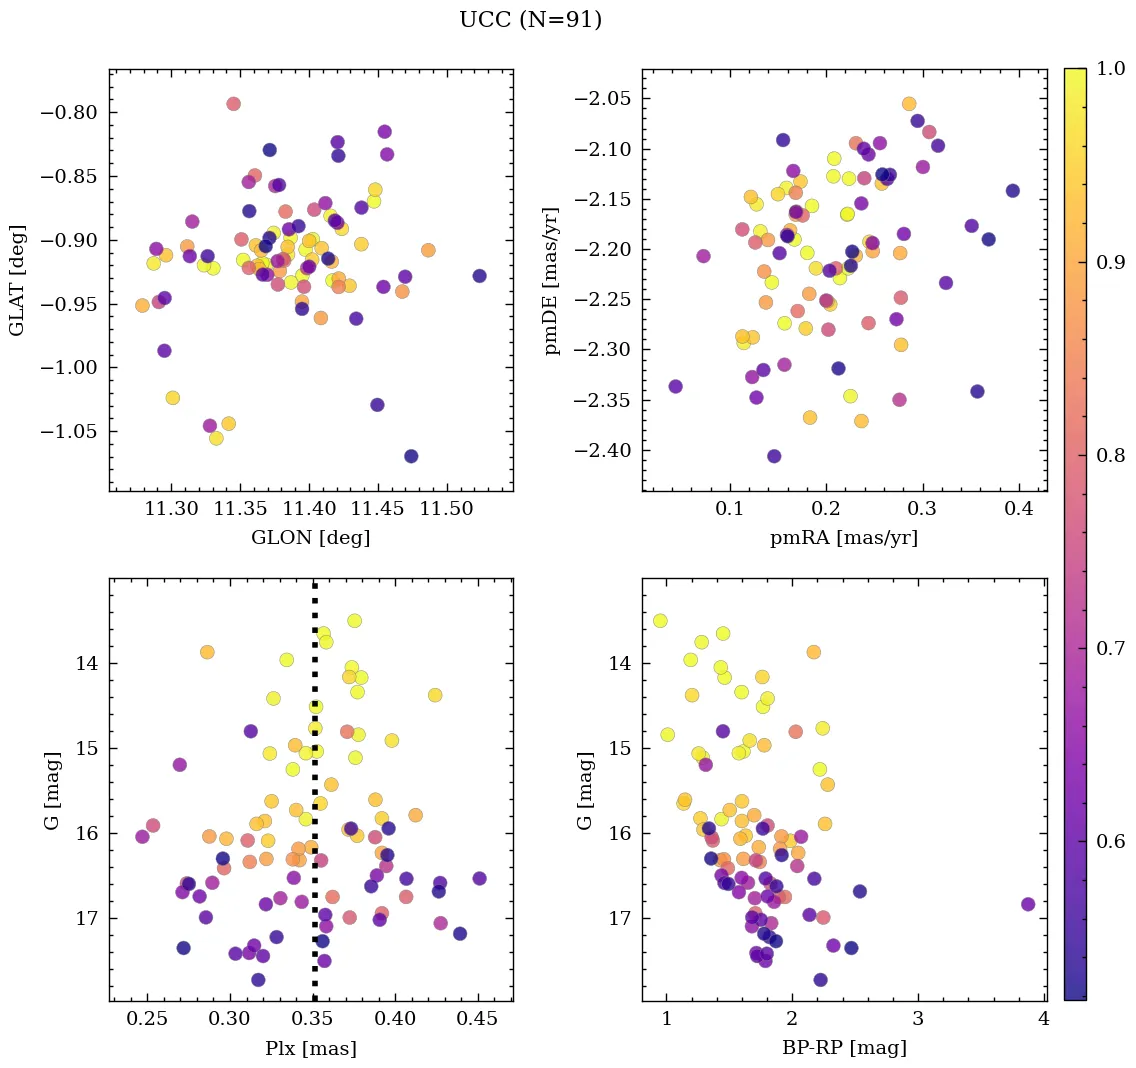 UCC (N=91)
−0.80
−0.85
−0.90
−0.95
−1.00
−1.05
GLAT [deg]
11.30 11.35 11.40 11.45 11.50
GLON [deg]
−2.05
−2.10
−2.15
−2.20
−2.25
−2.30
−2.35
−2.40
pmDE [mas/yr]
0.1 0.2 0.3 0.4
pmRA [mas/yr]
1.0
0.9
0.8
0.7
0.6
14
15
16
17
G [mag]
0.25 0.30 0.35 0.40 0.45
Plx [mas]
14
15
16
17
G [mag]
1 2 3 4
BP-RP [mag]